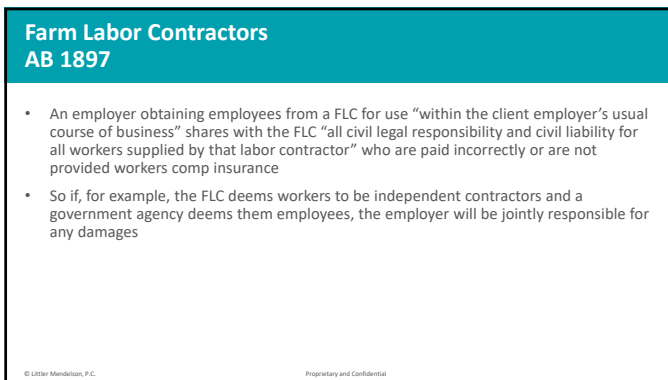 Farm Labor Contractors
AB 1897
• An employer obtaining employees from a FLC for use “within the client employer’s usual
course of business” shares with the FLC “all civil legal responsibility and civil liability for
all workers supplied by that labor contractor” who are paid incorrectly or are not
provided workers comp insurance
• So if, for example, the FLC deems workers to be independent contractors and a
government agency deems them employees, the employer will be jointly responsible for
any damages
© Littler Mendelson, P.C. Proprietary and Confidential